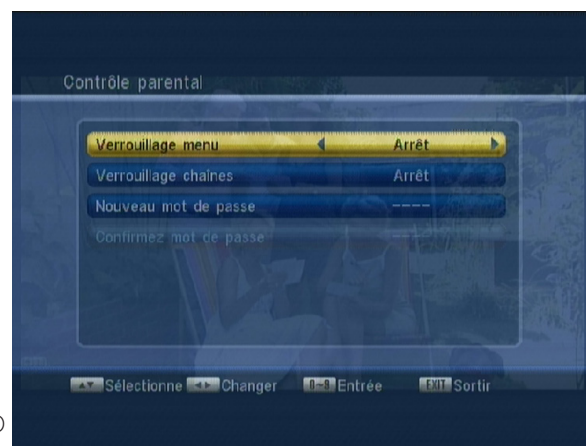 Contrôle parental
Verrouillage menu Arrêt
Verrouillage chaînes Arrêt
Nouveau mot de passe ----
Confirmez mot de passe ----
Sélectionne Changer 0~9 Entrée EXIT Sortir